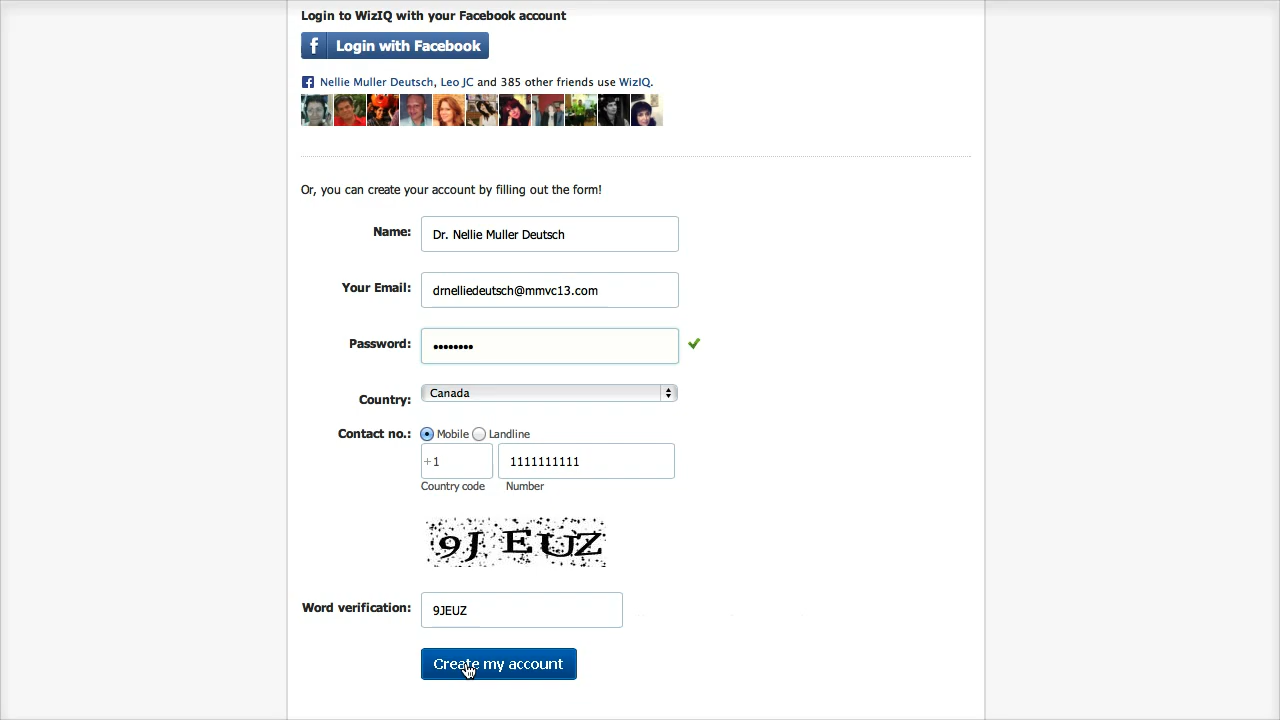 Login to WizIQ with your Facebook account
f Login with Facebook
f Nellie Muller Deutsch, Leo JC and 385 other friends use WizIQ.
Or, you can create your account by filling out the form!
Name: Dr. Nellie Muller Deutsch
Your Email: drnelliedeutsch@mmvc13.com
Password: ••••••••
Country: Canada
Contact no.: Mobile Landline
+1 1111111111
Country code Number
9J EUZ
Word verification: 9JEUZ
Create my account